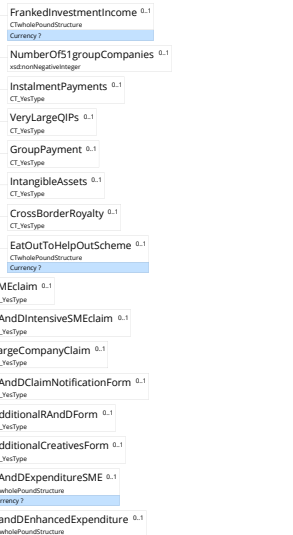 FrankedInvestmentIncome 0..1
CTwholePoundStructure
Currency ?
NumberOf51groupCompanies 0..1
xsd:nonNegativeInteger
InstalmentPayments 0..1
CT_YesType
VeryLargeQIPs 0..1
CT_YesType
GroupPayment 0..1
CT_YesType
IntangibleAssets 0..1
CT_YesType
CrossBorderRoyalty 0..1
CT_YesType
EatOutToHelpOutScheme 0..1
CTwholePoundStructure
Currency ?
MEclaim 0..1
_YesType
AndDIntensiveSMEclaim 0..1
_YesType
argeCompanyClaim 0..1
_YesType
AndDClaimNotificationForm 0..1
_YesType
dditionalRAndDForm 0..1
_YesType
dditionalCreativesForm 0..1
_YesType
AndDExpenditureSME 0..1
wholePoundStructure
rrency ?
andDEnhancedExpenditure 0..1
wholePoundStructure